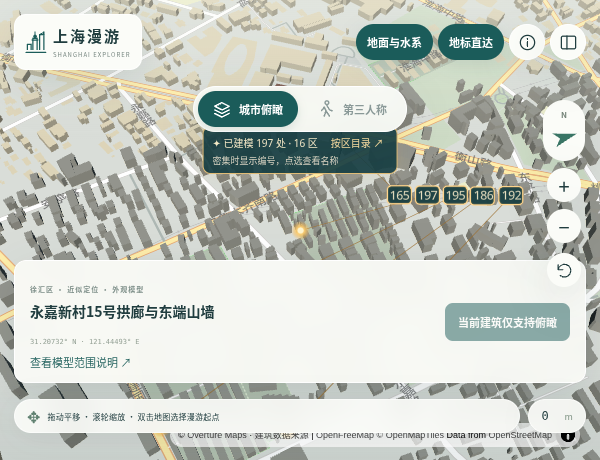 上海漫游
SHANGHAI EXPLORER
地面与水系
地标直达
城市俯瞰
第三人称
N
✦ 已建模 197 处 · 16 区 按区目录 ↗
密集时显示编号，点选查看名称
165 197 195 186 192
+
−
徐汇区 · 近似定位 · 外观模型
永嘉新村15号拱廊与东端山墙
31.20732° N · 121.44493° E
查看模型范围说明 ↗
当前建筑仅支持俯瞰
拖动平移 · 滚轮缩放 · 双击地图选择漫游起点
0 m
© Overture Maps · 建筑数据来源 | OpenFreeMap © OpenMapTiles Data from OpenStreetMap